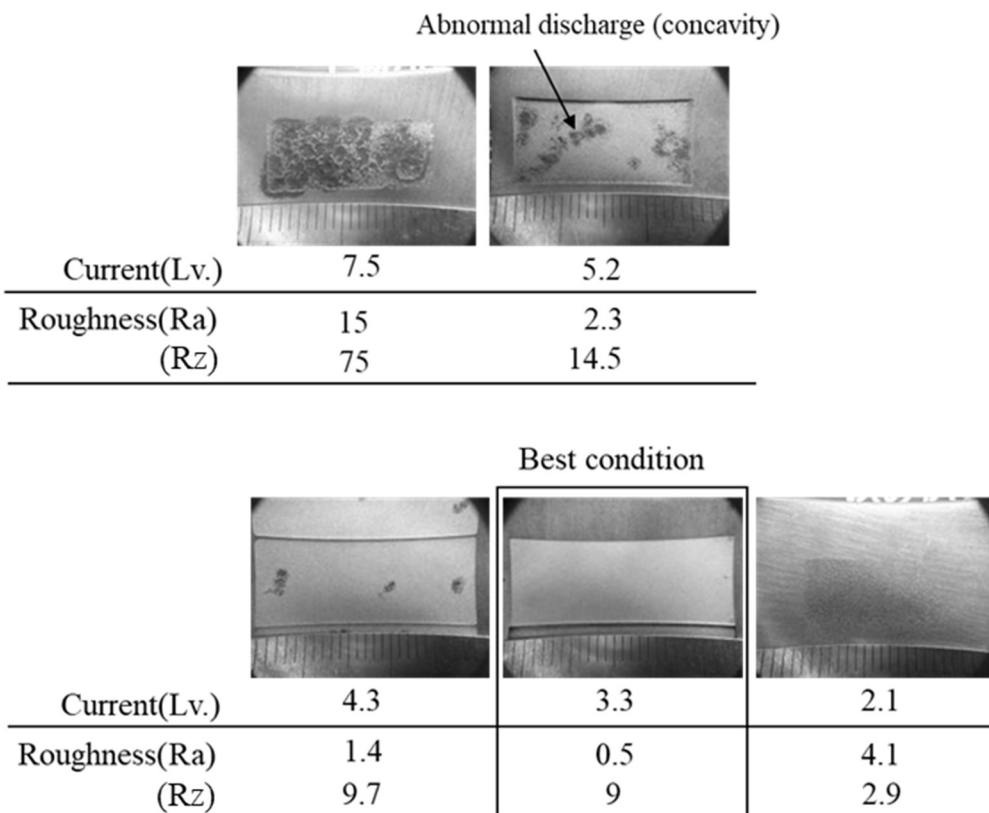 Abnormal discharge (concavity)
Current(Lv.) 7.5 5.2
Roughness(Ra) 15 2.3
(Rz) 75 14.5
Best condition
Current(Lv.) 4.3 3.3 2.1
Roughness(Ra) 1.4 0.5 4.1
(Rz) 9.7 9 2.9